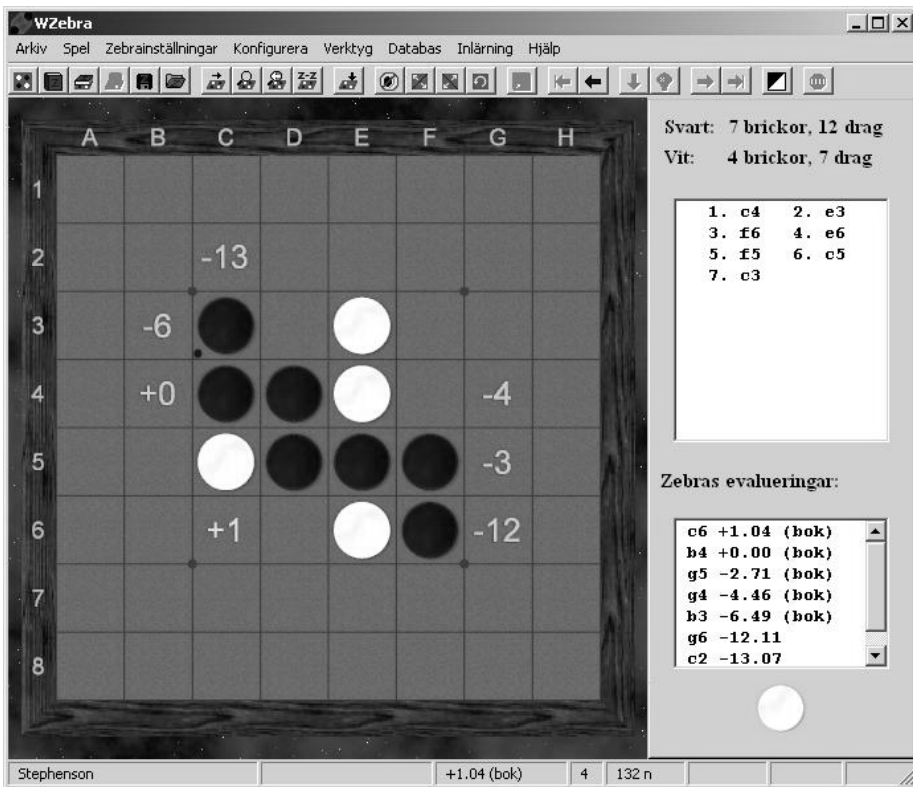 WZebra
Arkiv Spel Zebrainställningar Konfigurera Verktyg Databas Inlärning Hjälp
Z-Z
A B C D E F G H
1
2 -13
3 -6
4 +0 -4
5 -3
6 +1 -12
7
8
Svart: 7 brickor, 12 drag
Vit: 4 brickor, 7 drag
1. c4 2. e3
3. f6 4. e6
5. f5 6. c5
7. c3
Zebras evalueringar:
c6 +1.04 (bok)
b4 +0.00 (bok)
g5 -2.71 (bok)
g4 -4.46 (bok)
b3 -6.49 (bok)
g6 -12.11
c2 -13.07
Stephenson +1.04 (bok) 4 132 n